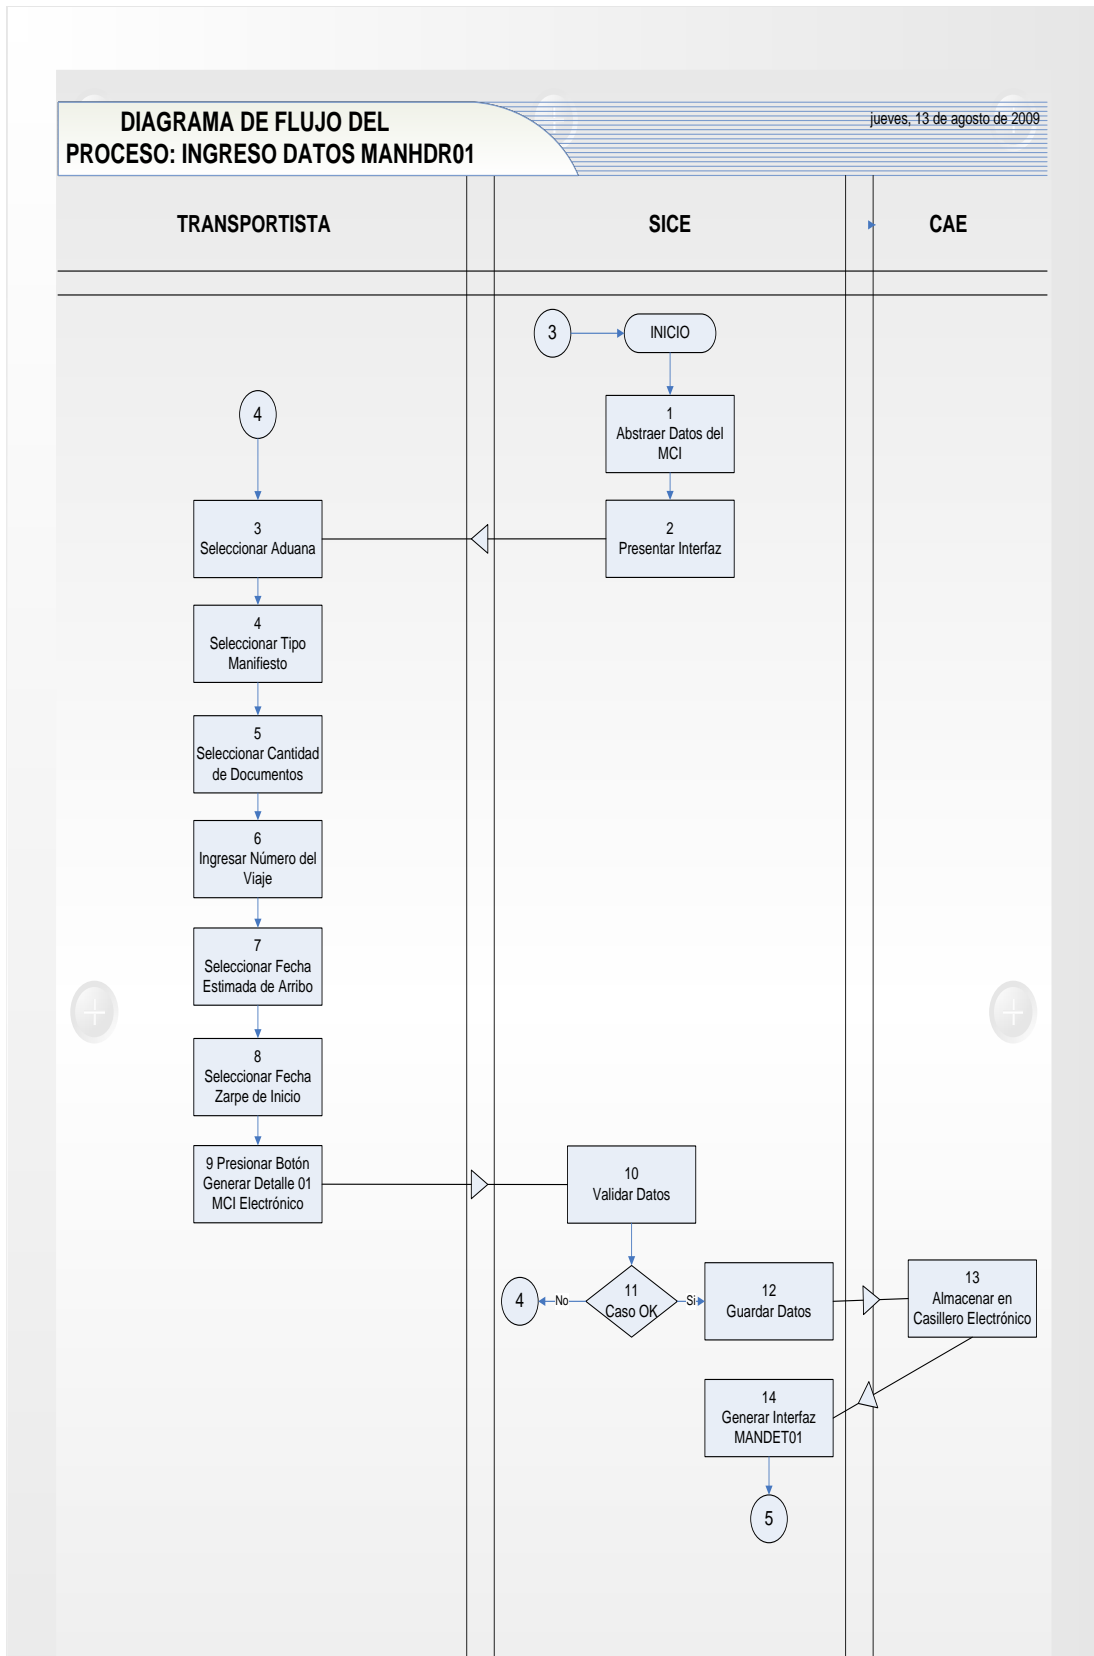 DIAGRAMA DE FLUJO DEL
PROCESO: INGRESO DATOS MANHDR01
jueves, 13 de agosto de 2009
TRANSPORTISTA
SICE
CAE
3
INICIO
4
1
Abstraer Datos del
MCI
3
Seleccionar Aduana
2
Presentar Interfaz
4
Seleccionar Tipo
Manifiesto
5
Seleccionar Cantidad
de Documentos
6
Ingresar Número del
Viaje
7
Seleccionar Fecha
Estimada de Arribo
8
Seleccionar Fecha
Zarpe de Inicio
9 Presionar Botón
Generar Detalle 01
MCI Electrónico
10
Validar Datos
4
No
11
Caso OK
Si
12
Guardar Datos
13
Almacenar en
Casillero Electrónico
14
Generar Interfaz
MANDET01
5